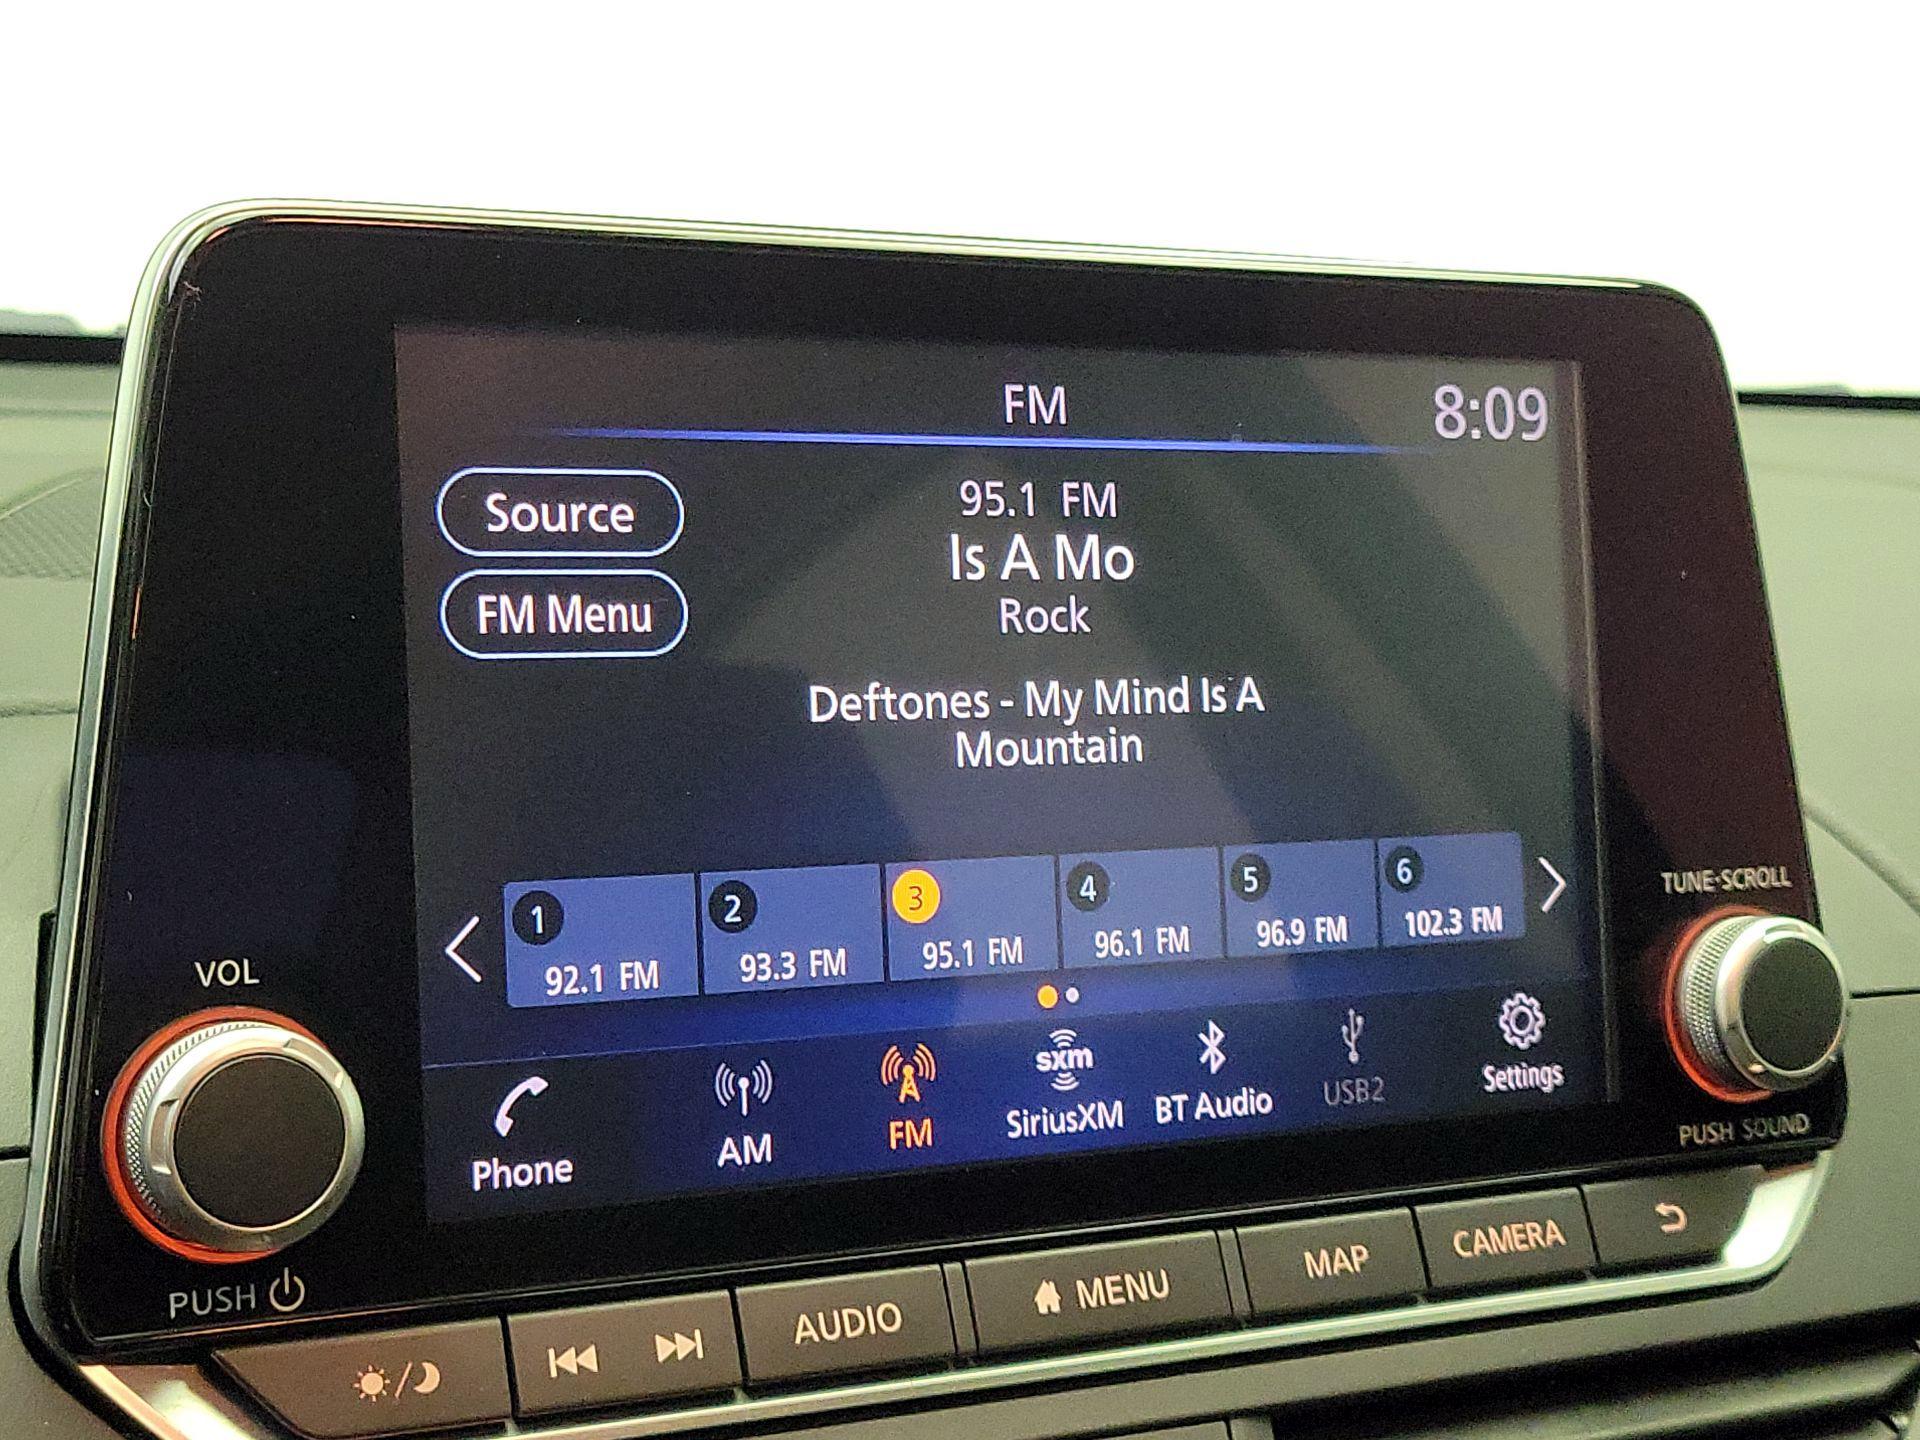 FM
8:09
Source
95.1 FM
Is A Mo
FM Menu
Rock
Deftones - My Mind Is A
Mountain
1
92.1 FM
2
93.3 FM
3
95.1 FM
4
96.1 FM
5
96.9 FM
6
102.3 FM
Phone
AM
FM
sxm
SiriusXM
BT Audio
USB2
Settings
VOL
PUSH
TUNE·SCROLL
PUSH SOUND
AUDIO
MENU
MAP
CAMERA